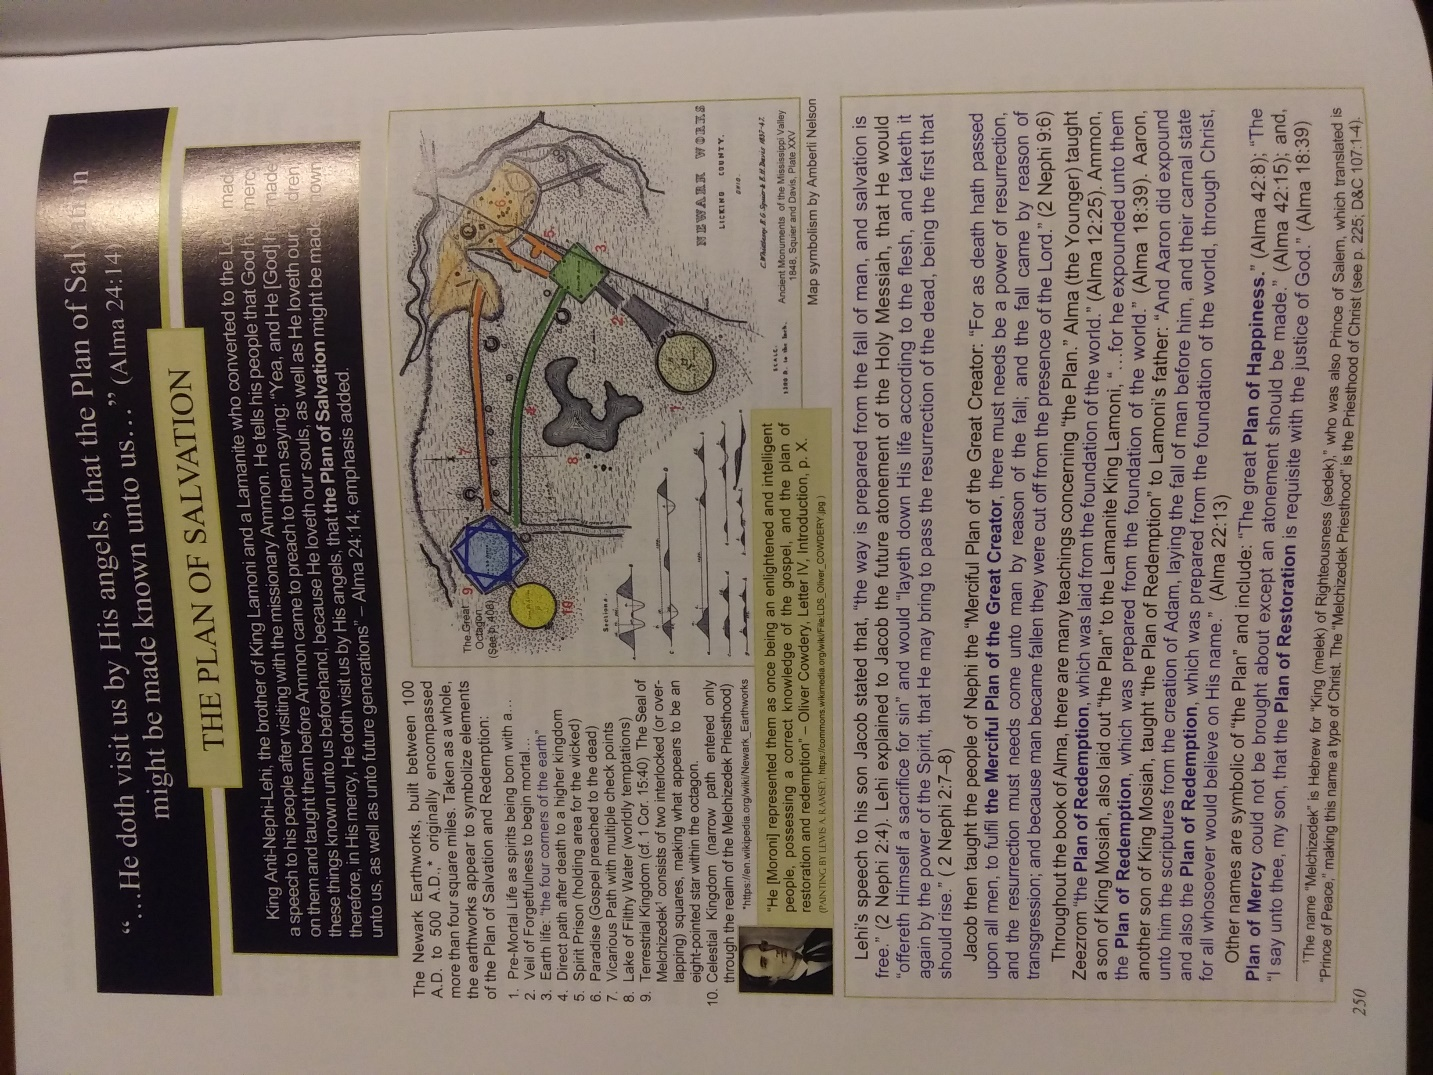 “…He doth visit us by His angels, that the Plan of
might be made known unto us…” (Alma 24:14)
THE PLAN OF SALVATION
King Anti-Nephi-Lehi, the brother of King Lamoni and a Lamanite who converted to the
a speech to his people after visiting with the missionary Ammon. He tells his people that God
on them and taught them before Ammon came to preach to them saying: “Yea, and He [God]
these things known unto us beforehand, because He loveth our souls, as well as He loveth our
therefore, in His mercy, He doth visit us by His angels, that the Plan of Salvation might be made known
unto us, as well as unto future generations” – Alma 24:14; emphasis added.
The Newark Earthworks, built between 100
A.D. to 500 A.D.,* originally encompassed
more than four square miles. Taken as a whole,
the earthworks appear to symbolize elements
of the Plan of Salvation and Redemption:
1. Pre-Mortal Life as spirits being born with a…
2. Veil of Forgetfulness to begin mortal…
3. Earth life: “the four corners of the earth”
4. Direct path after death to a higher kingdom
5. Spirit Prison (holding area for the wicked)
6. Paradise (Gospel preached to the dead)
7. Vicarious Path with multiple check points
8. Lake of Filthy Water (worldly temptations)
9. Terrestrial Kingdom (cf. 1 Cor. 15:40) The Seal of
Melchizedek¹ consists of two interlocked (or over-
lapping) squares, making what appears to be an
eight-pointed star within the octagon.
10. Celestial Kingdom (narrow path entered only
through the realm of the Melchizedek Priesthood)
*https://en.wikipedia.org/wiki/Newark_Earthworks
The Great
Octagon
(See p. 408)
9.
10.
7.
4.
8.
1.
2.
3.
5.
6.
Sections.
NEWARK WORKS
LICKING COUNTY,
OHIO.
SCALE.
Ancient Monuments of the Mississippi Valley
1848, Squier and Davis, Plate XXV
Map symbolism by Amberli Nelson
“He [Moroni] represented them as once being an enlightened and intelligent
people, possessing a correct knowledge of the gospel, and the plan of
restoration and redemption” – Oliver Cowdery, Letter IV, Introduction, p. X.
(PAINTING BY LEWIS A. RAMSEY, https://commons.wikimedia.org/wiki/File:LDS_Oliver_COWDERY.jpg )
Lehi’s speech to his son Jacob stated that, “the way is prepared from the fall of man, and salvation is
free.” (2 Nephi 2:4). Lehi explained to Jacob the future atonement of the Holy Messiah, that He would
“offereth Himself a sacrifice for sin” and would “layeth down His life according to the flesh, and taketh it
again by the power of the Spirit, that He may bring to pass the resurrection of the dead, being the first that
should rise.” ( 2 Nephi 2:7–8)
Jacob then taught the people of Nephi the “Merciful Plan of the Great Creator: “For as death hath passed
upon all men, to fulfil the Merciful Plan of the Great Creator, there must needs be a power of resurrection,
and the resurrection must needs come unto man by reason of the fall; and the fall came by reason of
transgression; and because man became fallen they were cut off from the presence of the Lord.” (2 Nephi 9:6)
Throughout the book of Alma, there are many teachings concerning “the Plan.” Alma (the Younger) taught
Zeezrom “the Plan of Redemption, which was laid from the foundation of the world.” (Alma 12:25). Ammon,
a son of King Mosiah, also laid out “the Plan” to the Lamanite King Lamoni, “…for he expounded unto them
the Plan of Redemption, which was prepared from the foundation of the world.” (Alma 18:39). Aaron,
another son of King Mosiah, taught “the Plan of Redemption” to Lamoni’s father: “And Aaron did expound
unto him the scriptures from the creation of Adam, laying the fall of man before him, and their carnal state
and also the Plan of Redemption, which was prepared from the foundation of the world, through Christ,
for all whosoever would believe on His name.” (Alma 22:13)
Other names are symbolic of “the Plan” and include: “The great Plan of Happiness.” (Alma 42:8); “The
Plan of Mercy could not be brought about except an atonement should be made.” (Alma 42:15); and,
“I say unto thee, my son, that the Plan of Restoration is requisite with the justice of God.” (Alma 18:39)
¹The name “Melchizedek” is Hebrew for “King (melek) of Righteousness (sedek),” who was also Prince of Salem, which translated is
“Prince of Peace,” making this name a type of Christ. The “Melchizedek Priesthood” is the Priesthood of Christ (see p. 225; D&C 107:1-4).
250